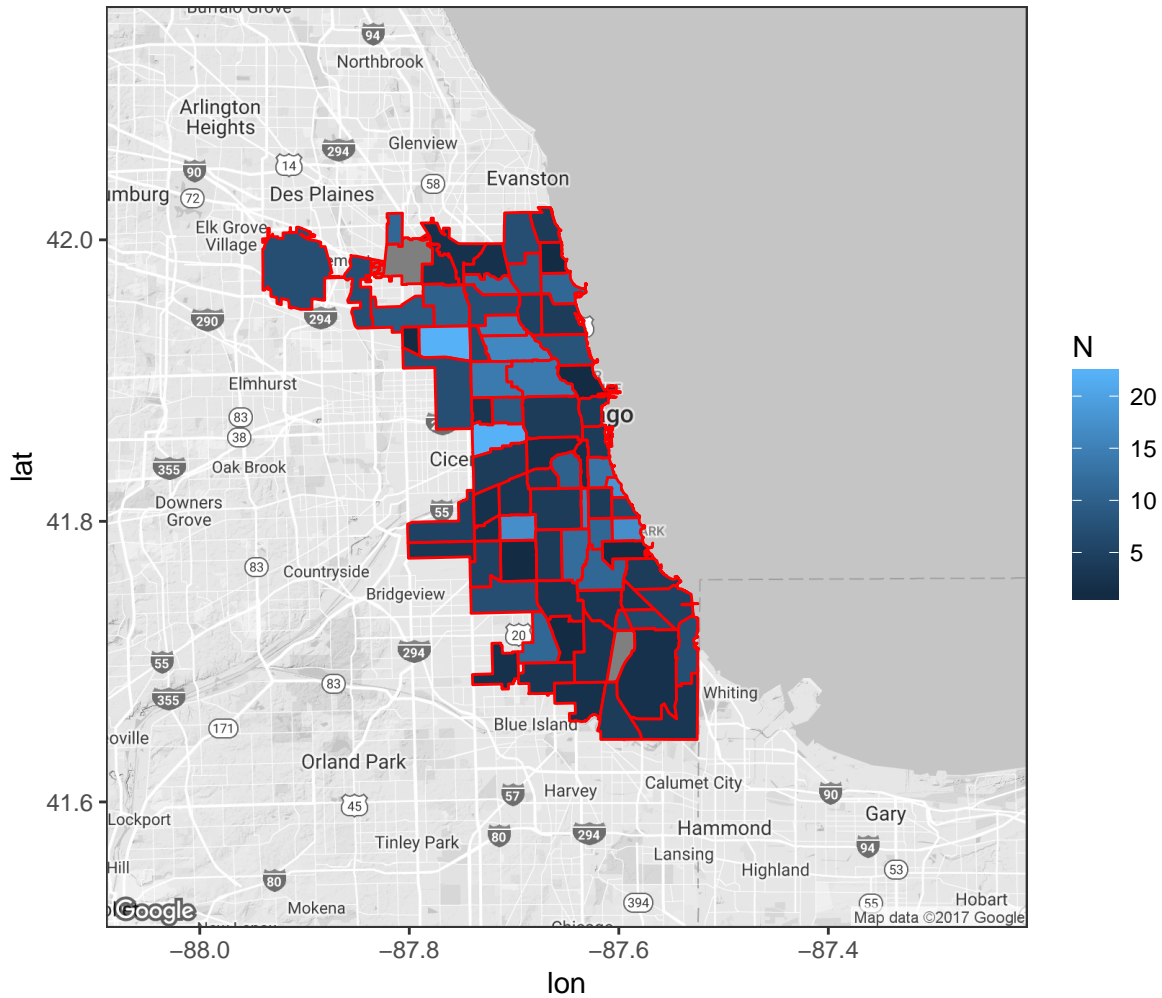 Buffalo Grove
94
Northbrook
Arlington
Heights
294
Glenview
14
90
58
Evanston
umburg
72
Des Plaines
42.0
Elk Grove
Village
290
294
N
Elmhurst
83
20
go
38
Cicer
15
355
Oak Brook
10
Downers
Grove
55
41.8
ARK
5
83
Countryside
Bridgeview
20
294
55
83
Whiting
355
171
Blue Island
oville
Orland Park
Calumet City
41.6
45
57
Harvey
90
Lockport
Gary
80
294
Hammond
94
Tinley Park
Lansing
Hill
Highland
53
80
394
55
Hobart
Mokena
Google
Map data ©2017 Google
Chicago
−88.0
−87.8
−87.6
−87.4
lon
lat